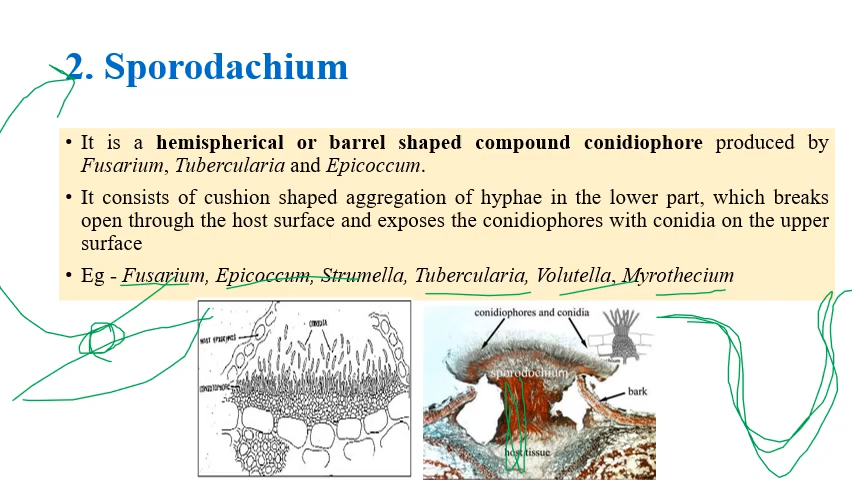 2. Sporodachium
• It is a hemispherical or barrel shaped compound conidiophore produced by
Fusarium, Tubercularia and Epicoccum.
• It consists of cushion shaped aggregation of hyphae in the lower part, which breaks
open through the host surface and exposes the conidiophores with conidia on the upper
surface
• Eg - Fusarium, Epicoccum, Strumella, Tubercularia, Volutella, Myrothecium
CONIDIA
conidiophores and conidia
sporodochium
bark
host tissue